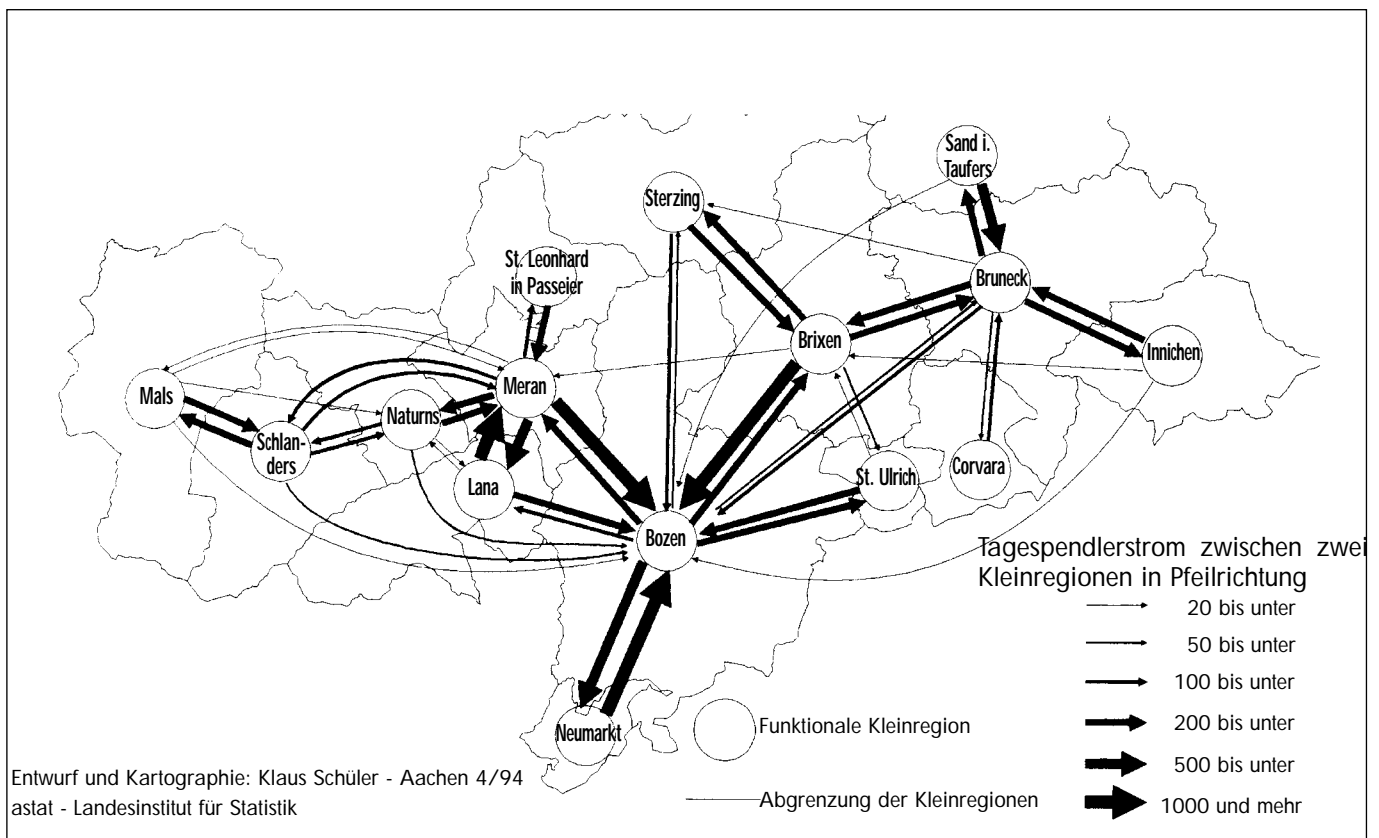 Sand i.
Taufers
Sterzing
St. Leonhard
in Passeier
Bruneck
Brixen
Innichen
Meran
Mals
Naturns
Schlan-
ders
Lana
St. Ulrich
Corvara
Bozen
Neumarkt
Tagespendlerstrom zwischen zwei
Kleinregionen in Pfeilrichtung
20 bis unter
50 bis unter
100 bis unter
200 bis unter
500 bis unter
1000 und mehr
Funktionale Kleinregion
Abgrenzung der Kleinregionen
Entwurf und Kartographie: Klaus Schüler - Aachen 4/94
astat - Landesinstitut für Statistik